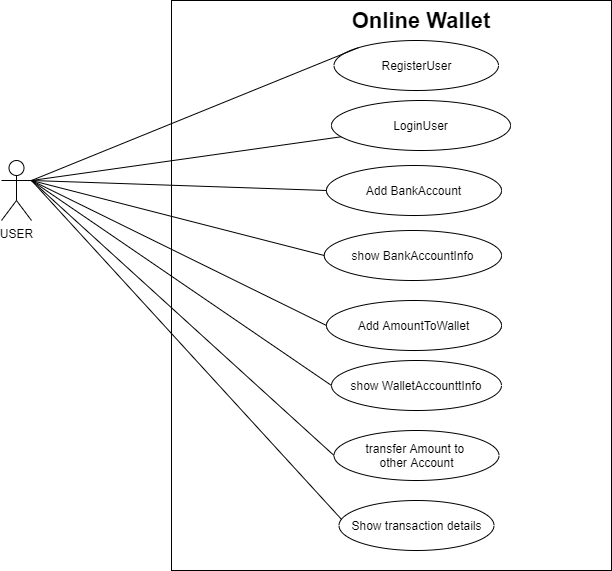 Online Wallet
RegisterUser
LoginUser
Add BankAccount
USER
show BankAccountInfo
Add AmountToWallet
show WalletAccounttInfo
transfer Amount to
other Account
Show transaction details